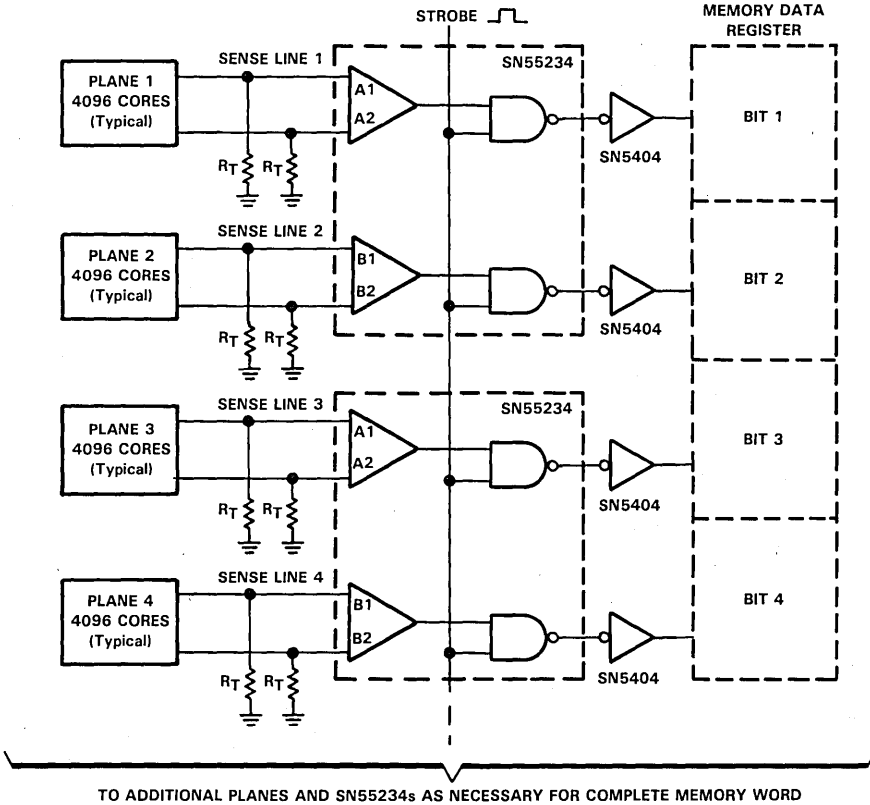 STROBE
MEMORY DATA
REGISTER
SENSE LINE 1
SN55234
PLANE 1
4096 CORES
(Typical)
A1
A2
RT
RT
SN5404
BIT 1
SENSE LINE 2
PLANE 2
4096 CORES
(Typical)
B1
B2
RT
RT
SN5404
BIT 2
SENSE LINE 3
SN55234
PLANE 3
4096 CORES
(Typical)
A1
A2
RT
RT
SN5404
BIT 3
SENSE LINE 4
PLANE 4
4096 CORES
(Typical)
B1
B2
RT
RT
SN5404
BIT 4
TO ADDITIONAL PLANES AND SN55234s AS NECESSARY FOR COMPLETE MEMORY WORD